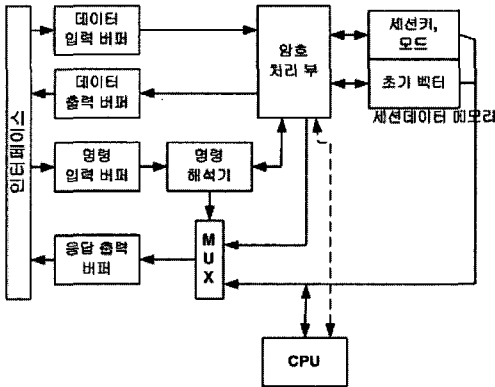 데이터
입력 버퍼
암호
처리 부
세션키,
모드
초기 벡터
세션데이터 메모리
데이터
출력 버퍼
인터페이스
명령
입력 버퍼
명령
해석기
응답 출력
버퍼
MUX
CPU